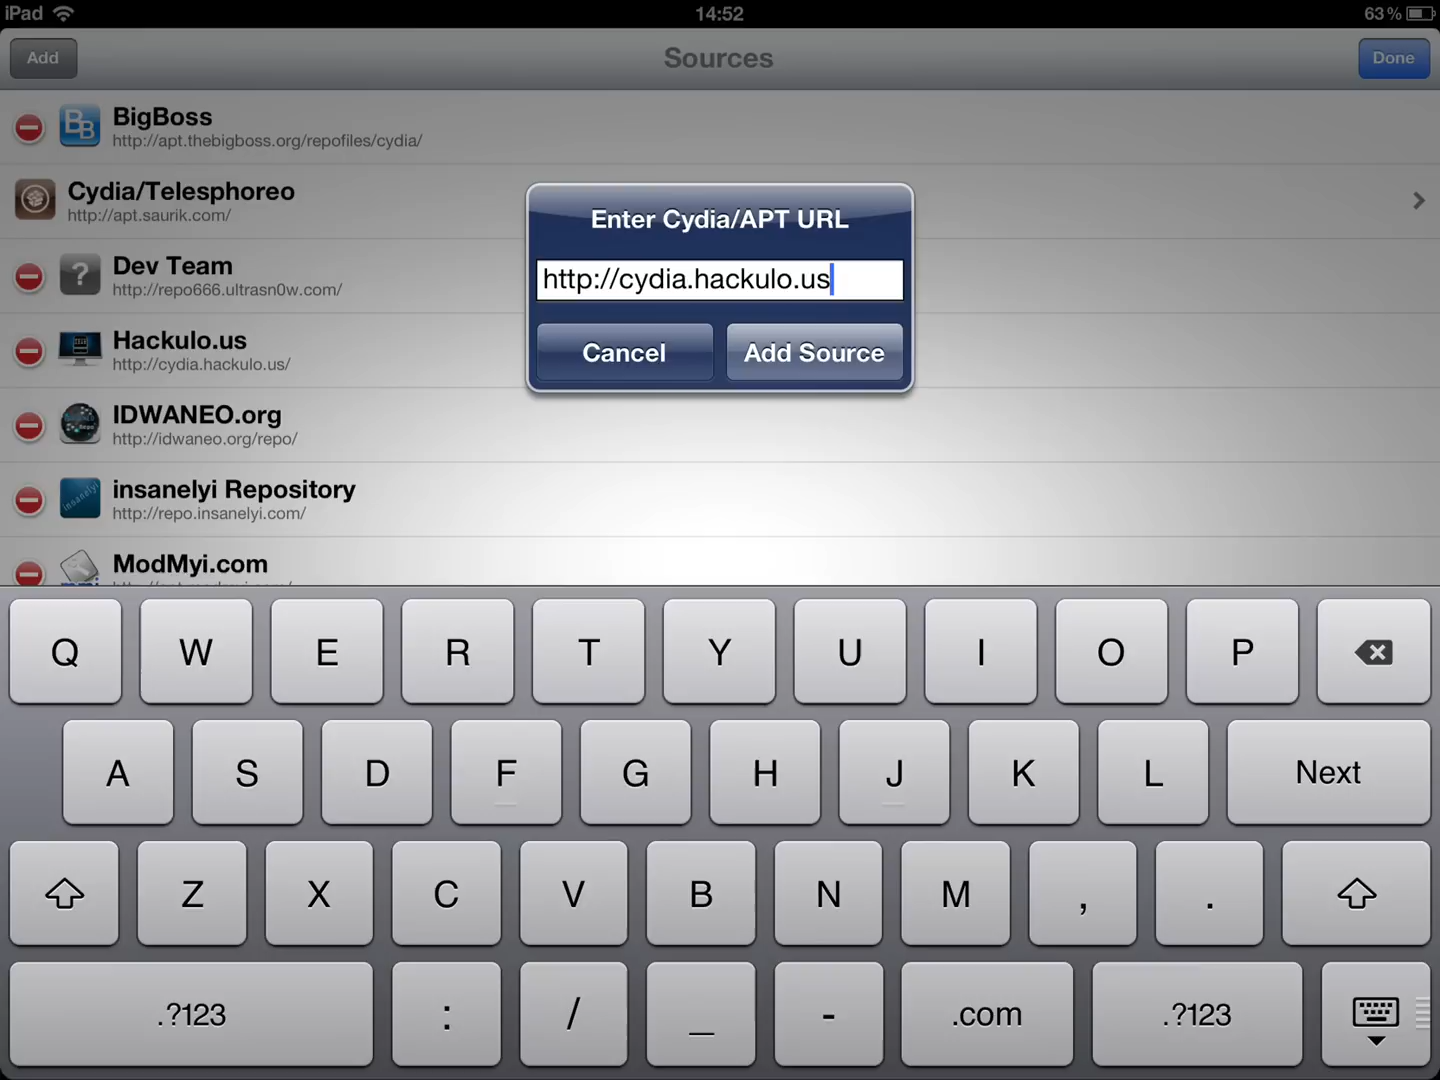 iPad 14:52 63%
Add Sources Done
BigBoss
http://apt.thebigboss.org/repofiles/cydia/
Cydia/Telesphoreo
http://apt.saurik.com/
Dev Team
http://repo666.ultrasn0w.com/
Hackulo.us
http://cydia.hackulo.us/
IDWANEO.org
http://idwaneo.org/repo/
insanelyi Repository
http://repo.insanelyi.com/
ModMyi.com
Enter Cydia/APT URL
http://cydia.hackulo.us
Cancel Add Source
Q W E R T Y U I O P
A S D F G H J K L Next
Z X C V B N M , .
.?123 : / _ - .com .?123